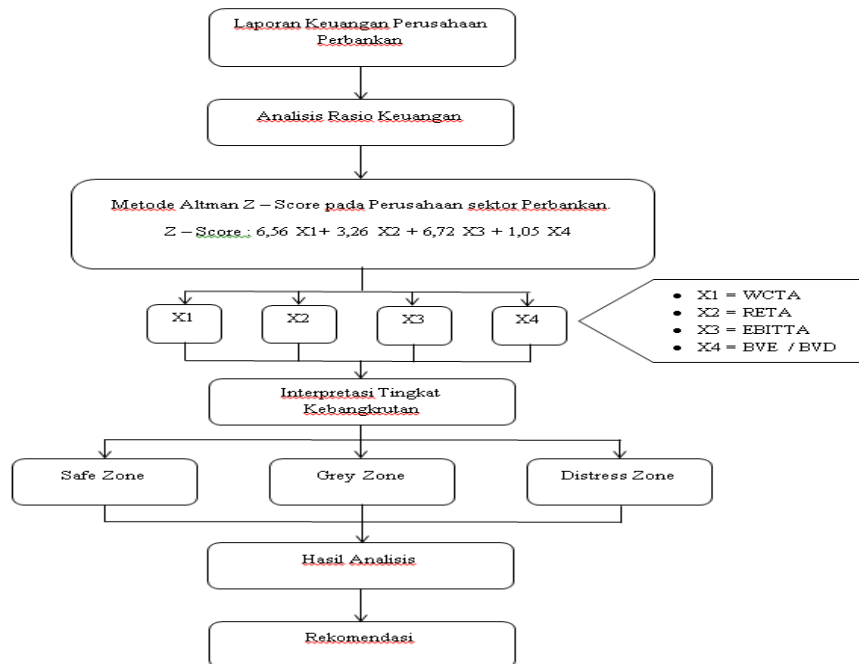 Laporan Keuangan Perusahaan
Perbankan
Analisis Rasio Keuangan
Metode Altman Z – Score pada Perusahaan sektor Perbankan.
Z – Score : 6,56 X1+ 3,26 X2 + 6,72 X3 + 1,05 X4
X1
X2
X3
X4
• X1 = WCTA
• X2 = RETA
• X3 = EBITTA
• X4 = BVE / BVD
Interpretasi Tingkat
Kebangkrutan
Safe Zone
Grey Zone
Distress Zone
Hasil Analisis
Rekomendasi